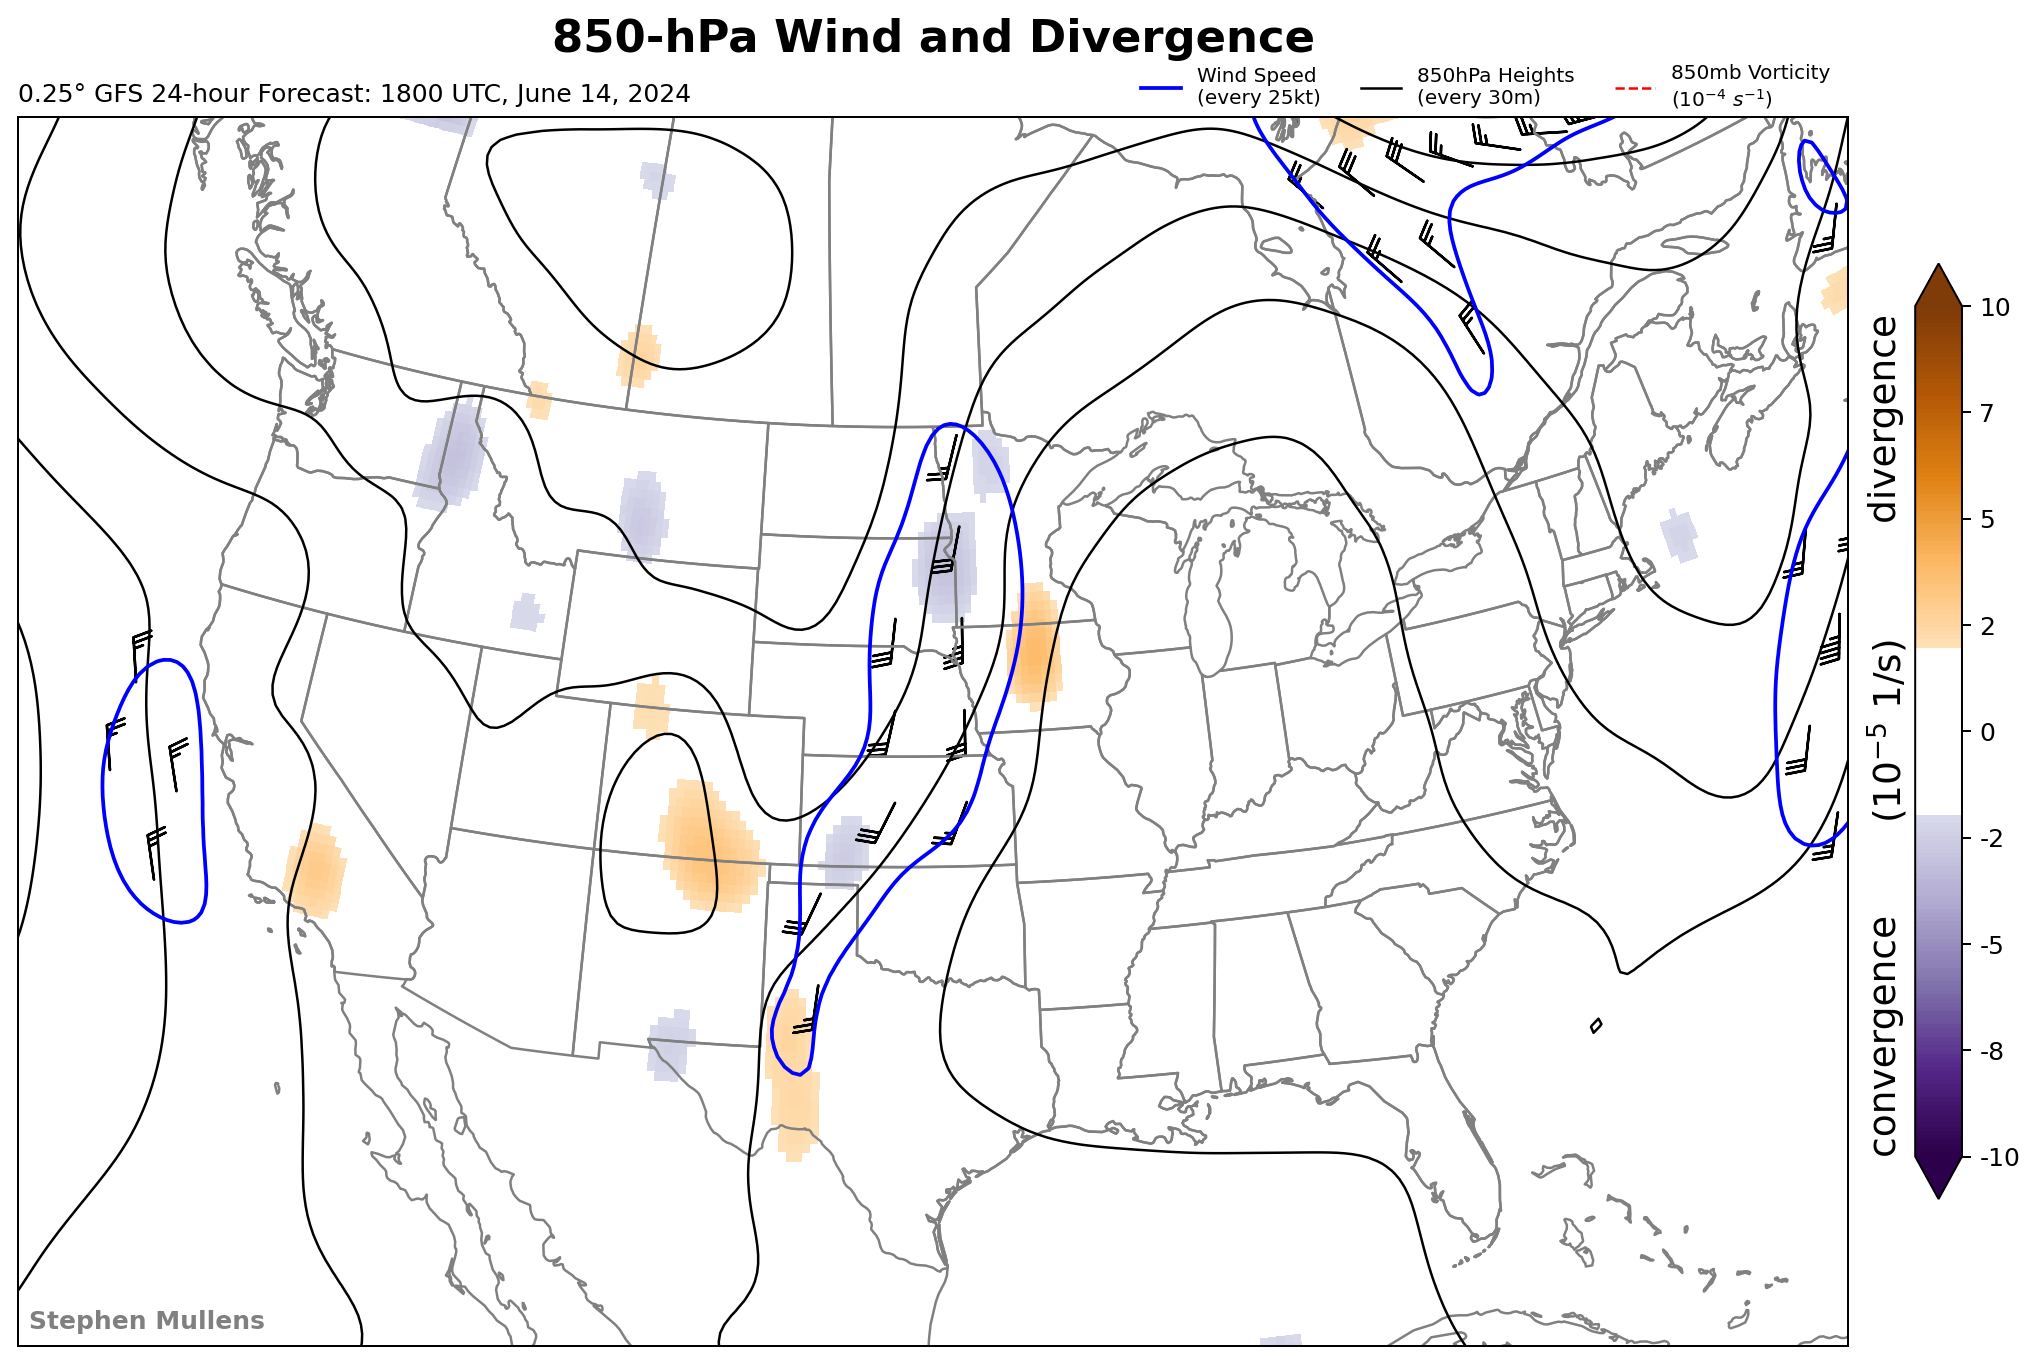 850-hPa Wind and Divergence
0.25° GFS 24-hour Forecast: 1800 UTC, June 14, 2024
Wind Speed
(every 25kt)
850hPa Heights
(every 30m)
850mb Vorticity
(10⁻⁴ s⁻¹)
10
7
5
2
0
-2
-5
-8
-10
convergence (10⁻⁵ 1/s) divergence
Stephen Mullens